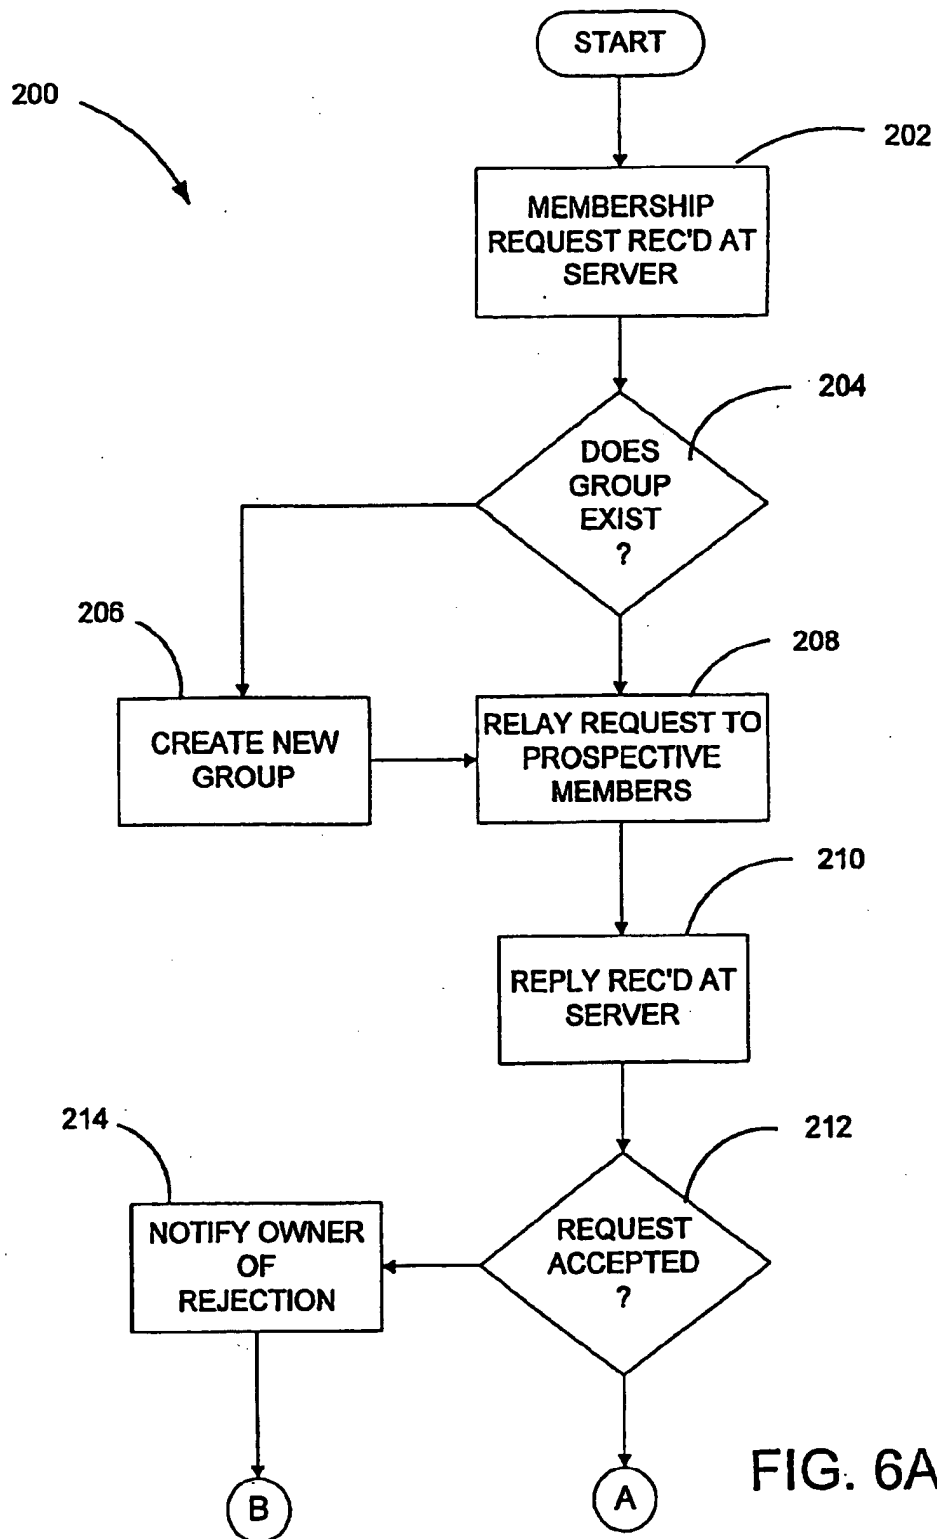 START
200
202
MEMBERSHIP
REQUEST REC'D AT
SERVER
204
DOES
GROUP
EXIST
?
206
208
CREATE NEW
GROUP
RELAY REQUEST TO
PROSPECTIVE
MEMBERS
210
REPLY REC'D AT
SERVER
214
212
NOTIFY OWNER
OF
REJECTION
REQUEST
ACCEPTED
?
B
A
FIG. 6A